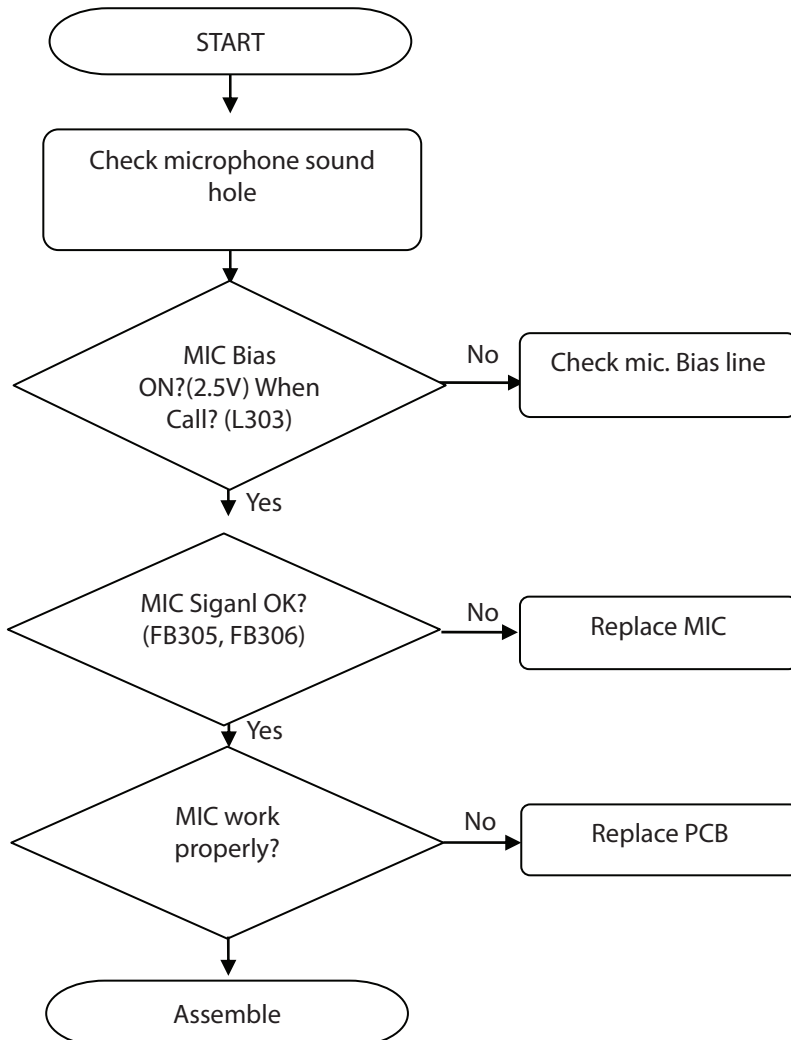 START
Check microphone sound
hole
MIC Bias
ON?(2.5V) When
Call? (L303)
No
Check mic. Bias line
Yes
MIC Siganl OK?
(FB305, FB306)
No
Replace MIC
Yes
MIC work
properly?
No
Replace PCB
Assemble